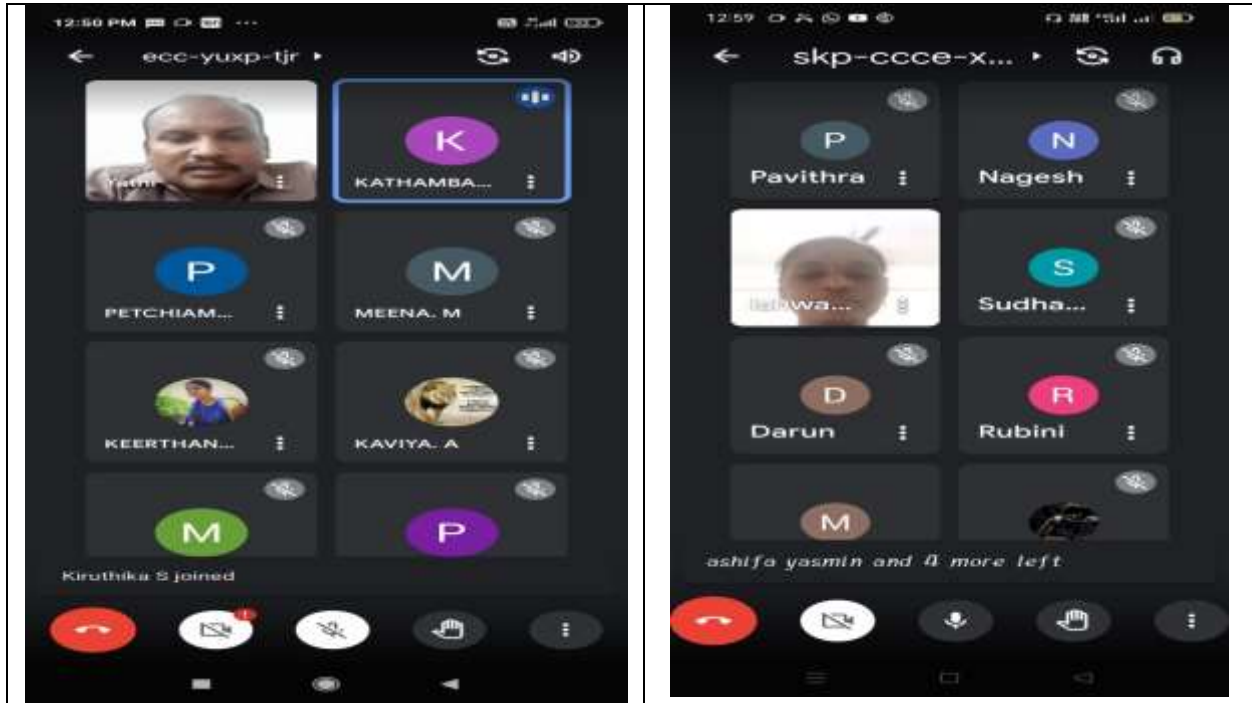 12:50 PM
ecc-yuxp-tjr
K
KATHAMBA...
P
M
PETCHIAM...
MEENA. M
KEERTHAN...
KAVIYA. A
M
P
Kiruthika S joined
12:59
skp-ccce-x...
P
N
Pavithra
Nagesh
S
Sudha...
D
R
Darun
Rubini
M
ashifa yasmin and 4 more left